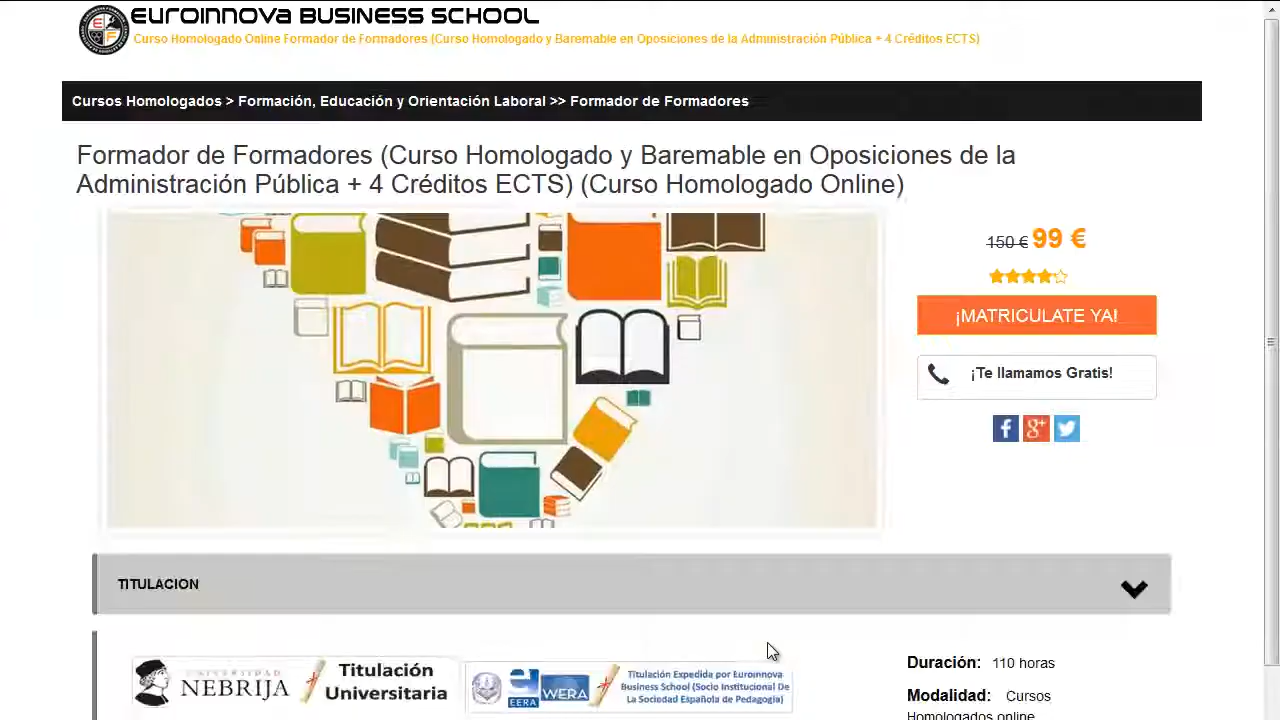 EUROINNOVA BUSINESS SCHOOL
Curso Homologado Online Formador de Formadores (Curso Homologado y Baremable en Oposiciones de la Administración Pública + 4 Créditos ECTS)
Cursos Homologados > Formación, Educación y Orientación Laboral >> Formador de Formadores
Formador de Formadores (Curso Homologado y Baremable en Oposiciones de la
Administración Pública + 4 Créditos ECTS) (Curso Homologado Online)
150 € 99 €
¡MATRICULATE YA!
¡Te llamamos Gratis!
TITULACION
UNIVERSIDAD
NEBRIJA
Titulación
Universitaria
EERA
WERA
Titulación Expedida por Euroinnova
Business School (Socio Institucional De
La Sociedad Española de Pedagogía)
Duración: 110 horas
Modalidad: Cursos
Homologados online